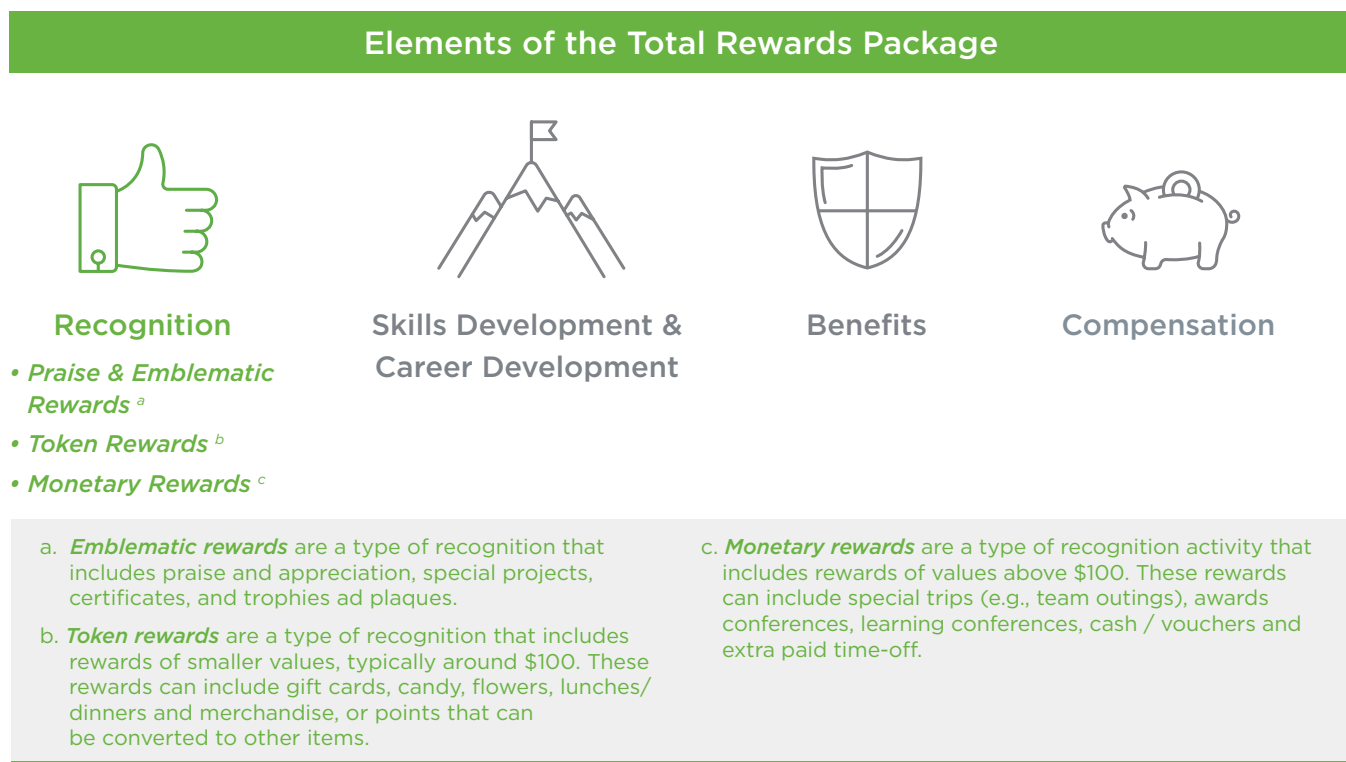 Elements of the Total Rewards Package
Recognition
• Praise & Emblematic
Rewards a
• Token Rewards b
• Monetary Rewards c
Skills Development &
Career Development
Benefits
Compensation
a. Emblematic rewards are a type of recognition that
includes praise and appreciation, special projects,
certificates, and trophies ad plaques.
b. Token rewards are a type of recognition that includes
rewards of smaller values, typically around $100. These
rewards can include gift cards, candy, flowers, lunches/
dinners and merchandise, or points that can
be converted to other items.
c. Monetary rewards are a type of recognition activity that
includes rewards of values above $100. These rewards
can include special trips (e.g., team outings), awards
conferences, learning conferences, cash / vouchers and
extra paid time-off.